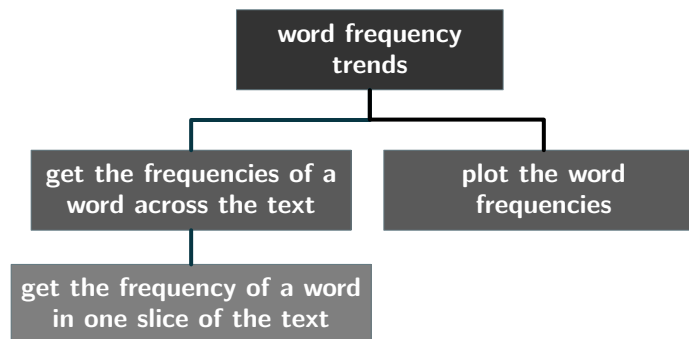 word frequency
trends
get the frequencies of a
word across the text
plot the word
frequencies
get the frequency of a word
in one slice of the text